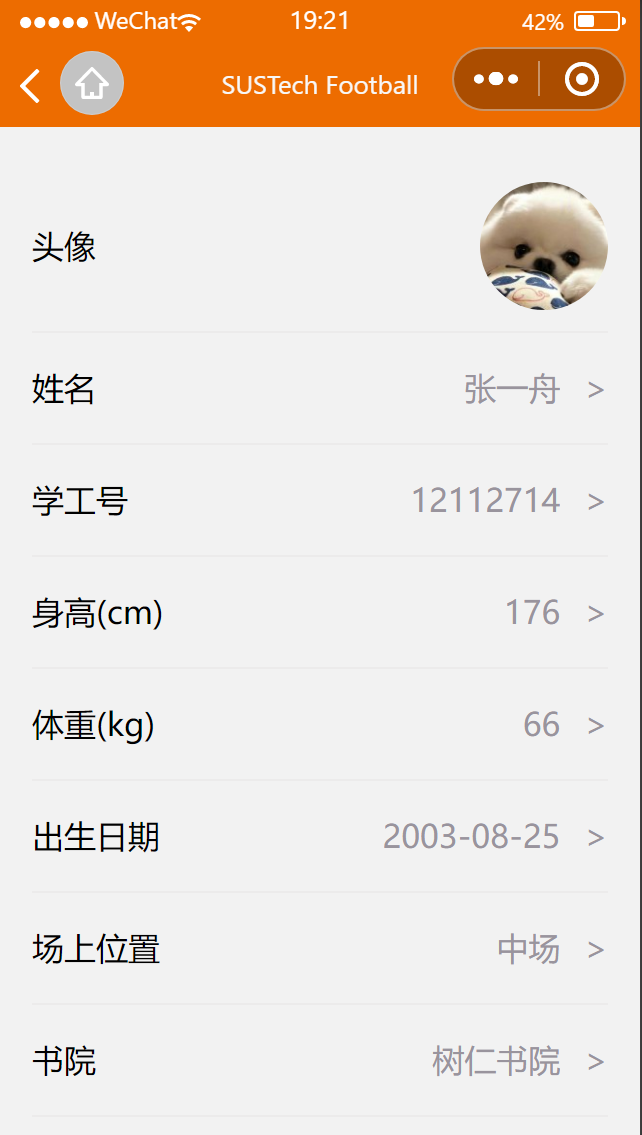 WeChat 19:21 42%
SUSTech Football
头像
姓名 张一舟 >
学工号 12112714 >
身高(cm) 176 >
体重(kg) 66 >
出生日期 2003-08-25 >
场上位置 中场 >
书院 树仁书院 >